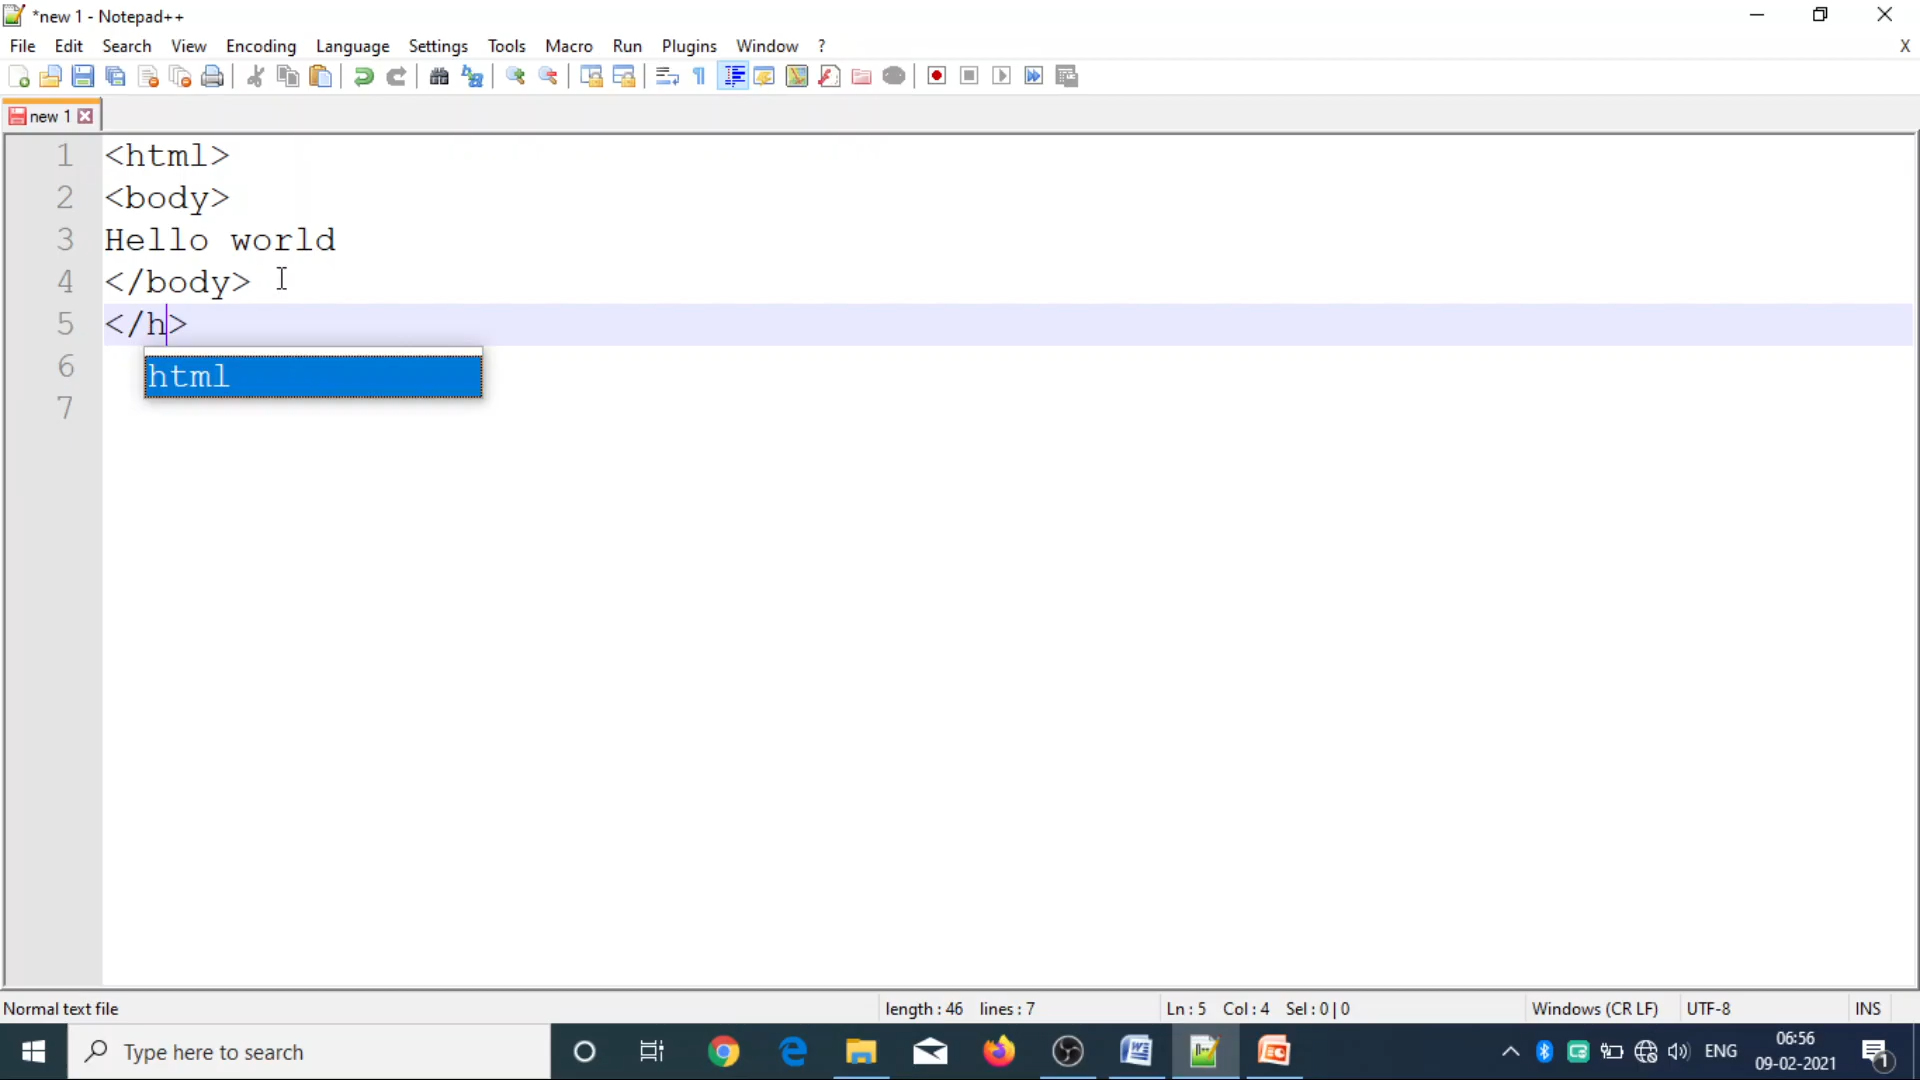 *new 1 - Notepad++
File Edit Search View Encoding Language Settings Tools Macro Run Plugins Window ? X
new 1
1 <html>
2 <body>
3 Hello world
4 </body>
5 </h>
html
6
7
Normal text file length : 46 lines : 7 Ln : 5 Col : 4 Sel : 0 | 0 Windows (CR LF) UTF-8 INS
Type here to search ENG 06:56
09-02-2021 1